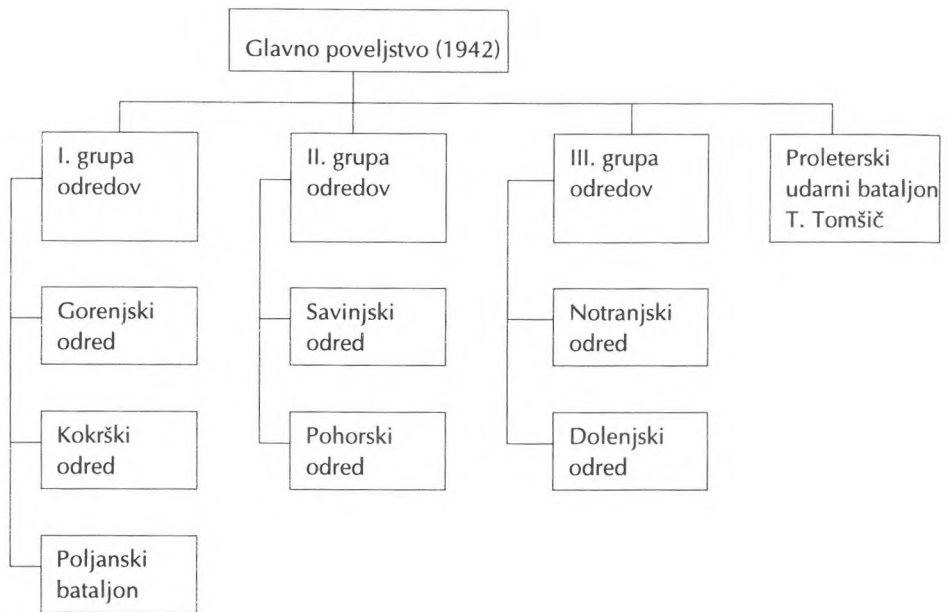 Glavno poveljstvo (1942)
I. grupa
odredov
II. grupa
odredov
III. grupa
odredov
Proleterski
udarni bataljon
T. Tomšič
Gorenjski
odred
Savinjski
odred
Notranjski
odred
Kokrški
odred
Pohorski
odred
Dolenjski
odred
Poljanski
bataljon